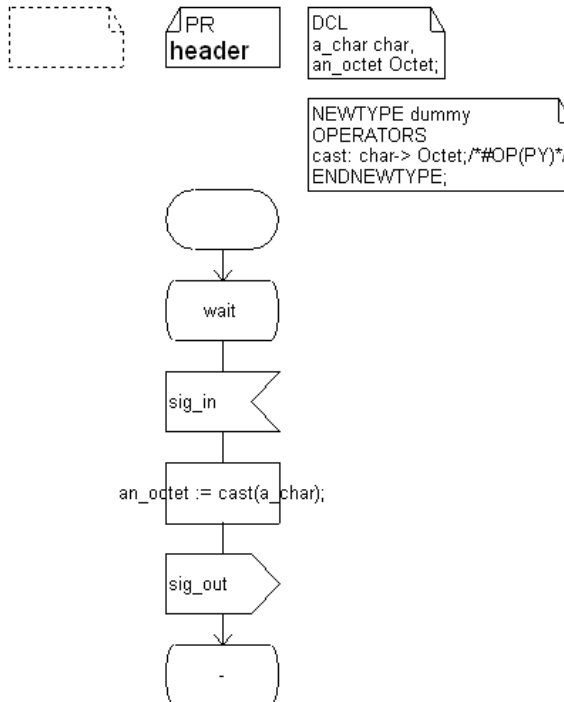 PR
header
DCL
a_char char,
an_octet Octet;
NEWTYPE dummy
OPERATORS
cast: char-> Octet;/*#OP(PY)*/
ENDNEWTYPE;
wait
sig_in
an_octet := cast(a_char);
sig_out
-